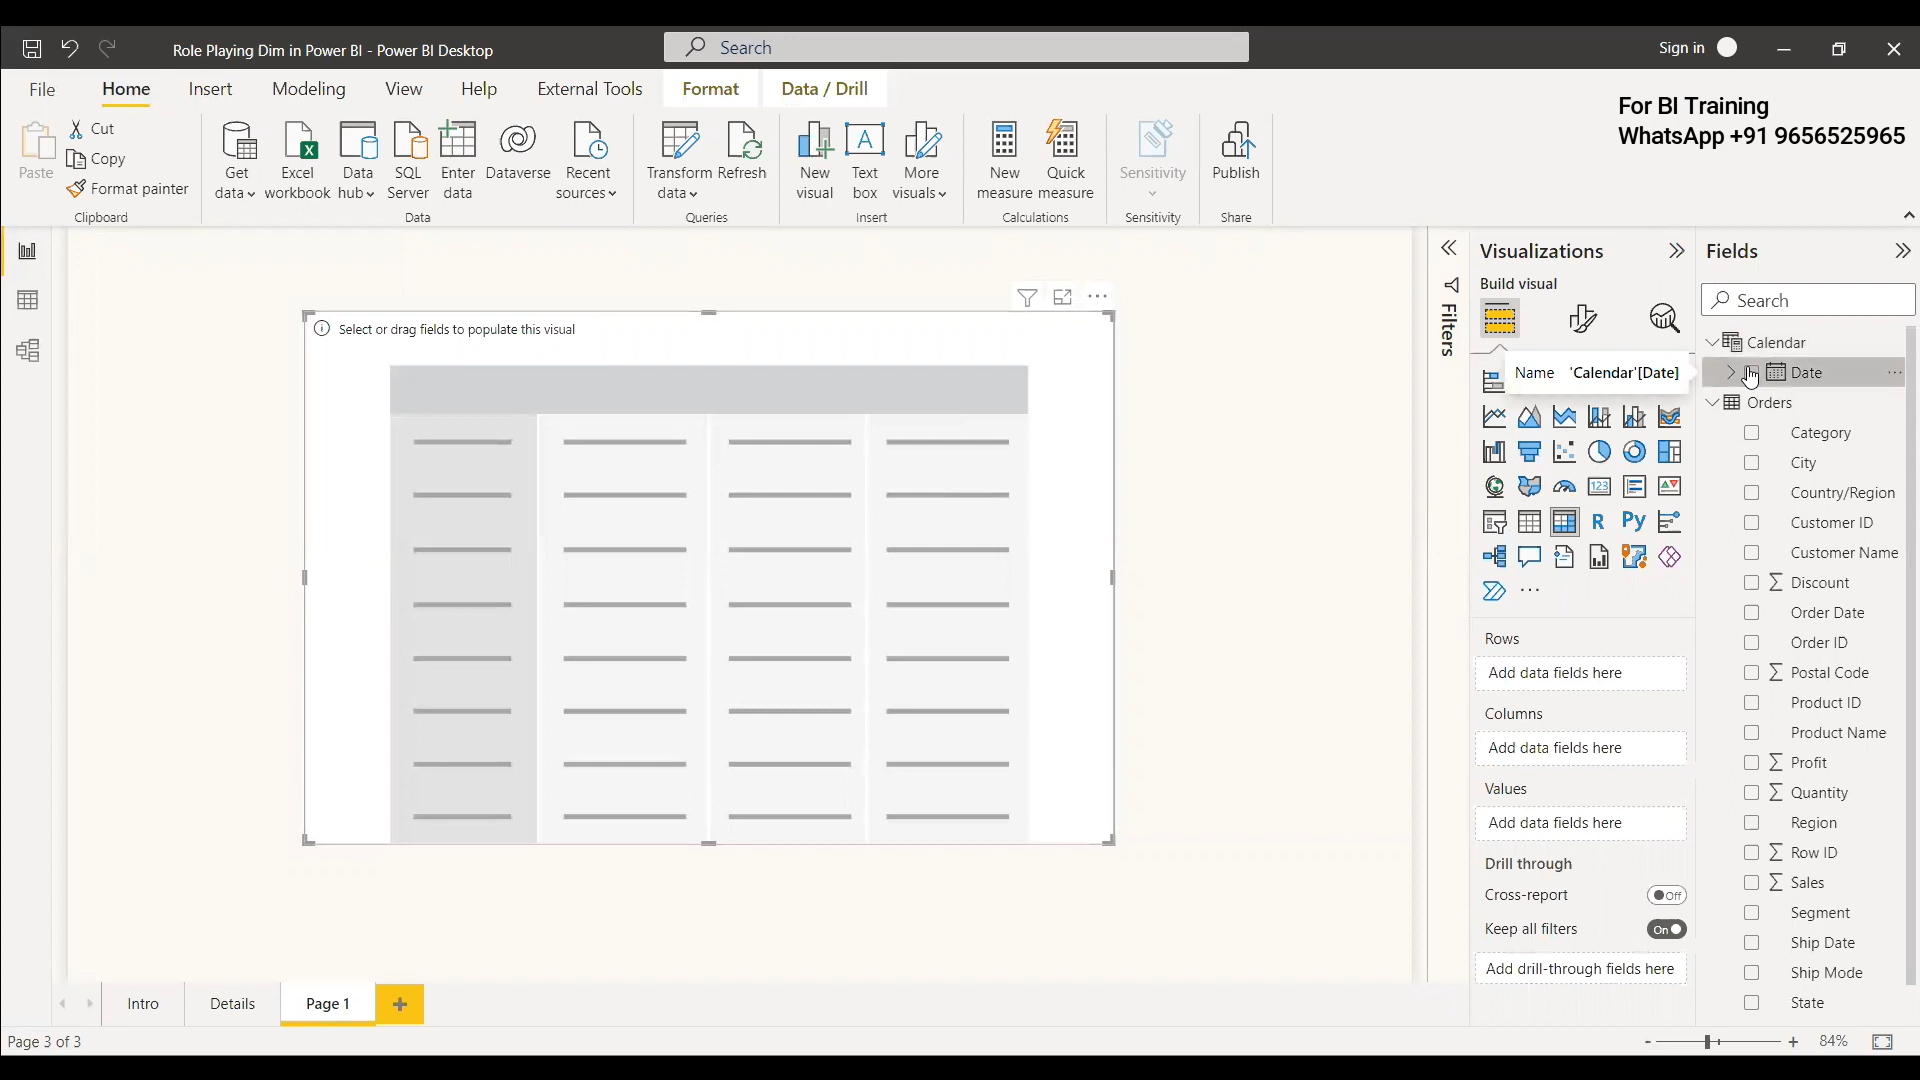 Role Playing Dim in Power BI - Power BI Desktop
Search
Sign in
File
Home
Insert
Modeling
View
Help
External Tools
Format
Data / Drill
For BI Training
WhatsApp +91 9656525965
Paste
Cut
Copy
Format painter
Clipboard
Get
data
Excel
workbook
Data
hub
SQL
Server
Enter
data
Dataverse
Recent
sources
Data
Transform
data
Refresh
Queries
New
visual
Text
box
More
visuals
Insert
New
measure
Quick
measure
Calculations
Sensitivity
Sensitivity
Publish
Share
Select or drag fields to populate this visual
Filters
Visualizations
Build visual
Name 'Calendar'[Date]
123
R
Py
Rows
Add data fields here
Columns
Add data fields here
Values
Add data fields here
Drill through
Cross-report
Off
Keep all filters
On
Add drill-through fields here
Fields
Search
Calendar
Date
Orders
Category
City
Country/Region
Customer ID
Customer Name
Discount
Order Date
Order ID
Postal Code
Product ID
Product Name
Profit
Quantity
Region
Row ID
Sales
Segment
Ship Date
Ship Mode
State
Intro
Details
Page 1
Page 3 of 3
84%